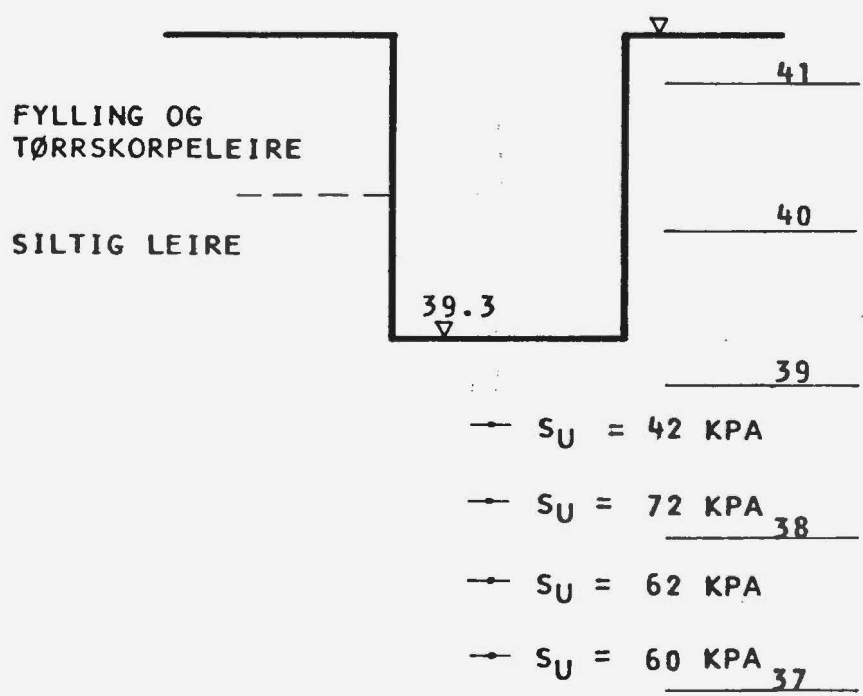 41
FYLLING OG
TØRRSKORPELEIRE
40
SILTIG LEIRE
39.3
39
SU = 42 KPA
SU = 72 KPA
38
SU = 62 KPA
SU = 60 KPA
37